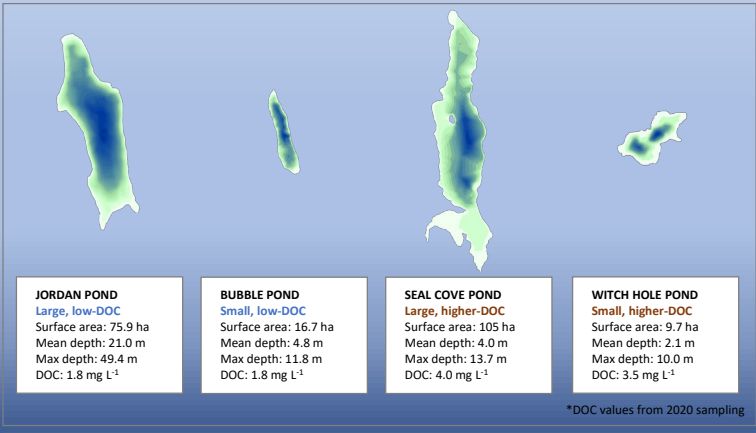 JORDAN POND
Large, low-DOC
Surface area: 75.9 ha
Mean depth: 21.0 m
Max depth: 49.4 m
DOC: 1.8 mg L⁻¹
BUBBLE POND
Small, low-DOC
Surface area: 16.7 ha
Mean depth: 4.8 m
Max depth: 11.8 m
DOC: 1.8 mg L⁻¹
SEAL COVE POND
Large, higher-DOC
Surface area: 105 ha
Mean depth: 4.0 m
Max depth: 13.7 m
DOC: 4.0 mg L⁻¹
WITCH HOLE POND
Small, higher-DOC
Surface area: 9.7 ha
Mean depth: 2.1 m
Max depth: 10.0 m
DOC: 3.5 mg L⁻¹
*DOC values from 2020 sampling